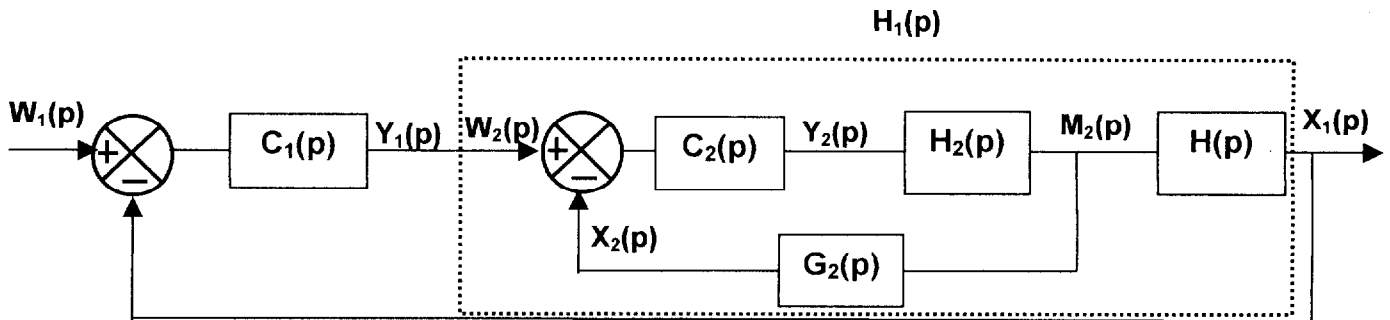 H₁(p)
W₁(p)
+
−
C₁(p)
Y₁(p)
W₂(p)
+
−
C₂(p)
Y₂(p)
H₂(p)
M₂(p)
H(p)
X₁(p)
X₂(p)
G₂(p)